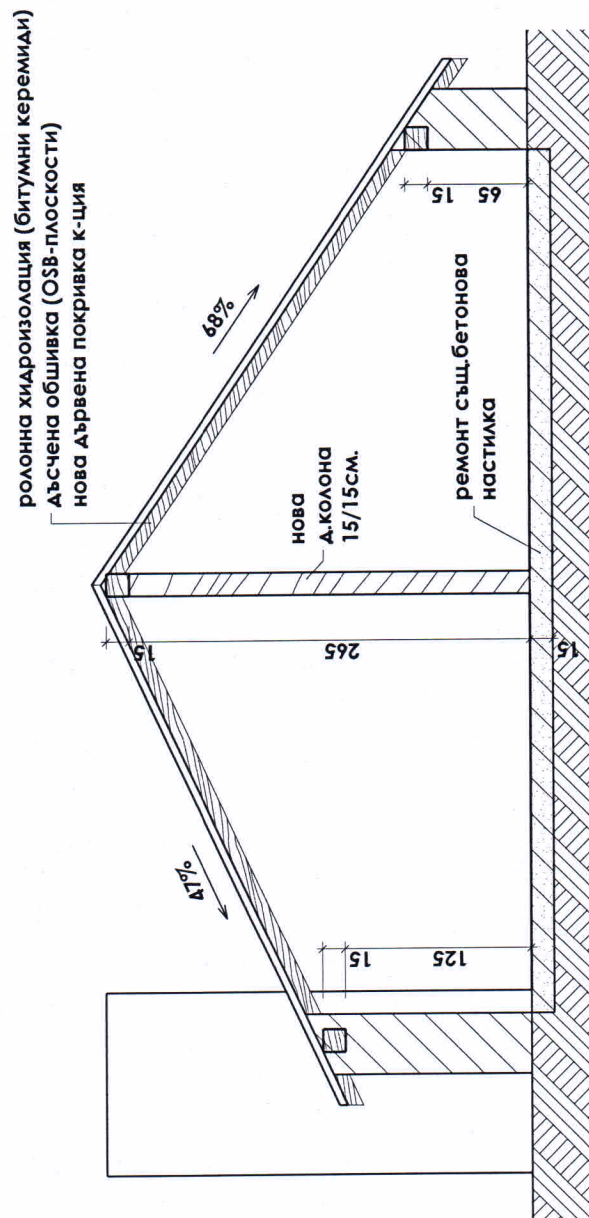 ролонна хидроизолация (битумни керемиди)
дъсчена обшивка (OSB-плоскости)
нова дървена покривка к-ция
47%
68%
нова
д.колона
15/15см.
ремонт същ.бетонова
настилка
15
125
15
265
15
15
65